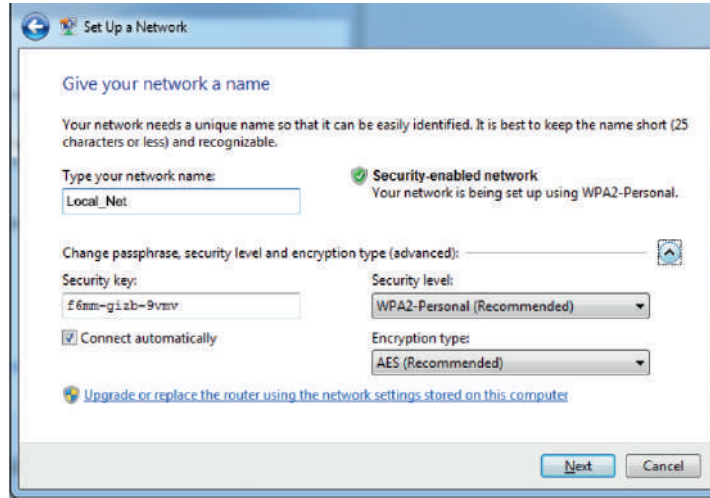 Set Up a Network
Give your network a name
Your network needs a unique name so that it can be easily identified. It is best to keep the name short (25
characters or less) and recognizable.
Type your network name:
Local_Net
Security-enabled network
Your network is being set up using WPA2-Personal.
Change passphrase, security level and encryption type (advanced):
Security key:
f6mm-gizb-9vmv
Security level:
WPA2-Personal (Recommended)
Connect automatically
Encryption type:
AES (Recommended)
Upgrade or replace the router using the network settings stored on this computer
Next
Cancel